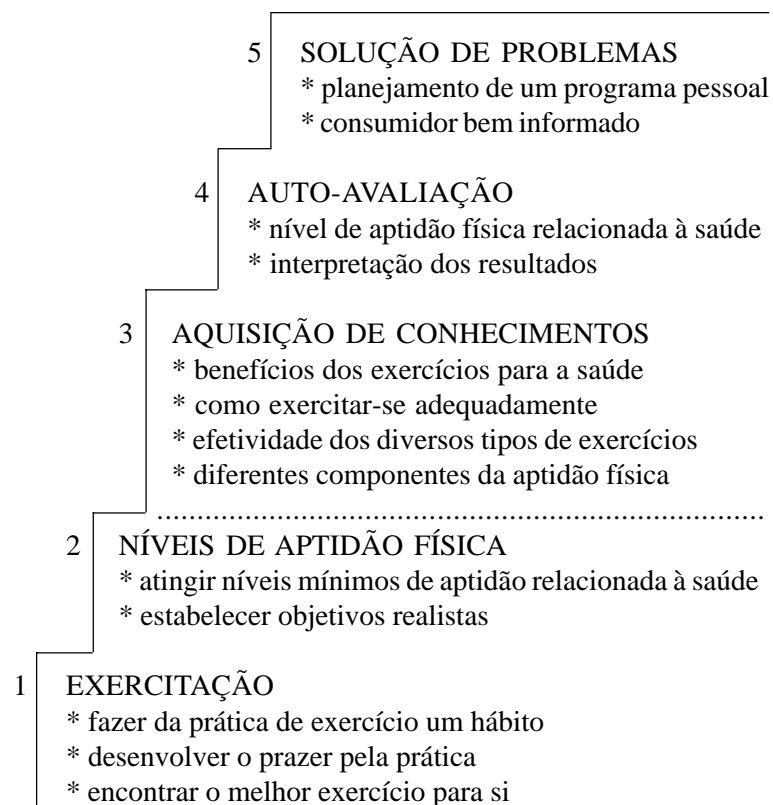 5 SOLUÇÃO DE PROBLEMAS
* planejamento de um programa pessoal
* consumidor bem informado
4 AUTO-AVALIAÇÃO
* nível de aptidão física relacionada à saúde
* interpretação dos resultados
3 AQUISIÇÃO DE CONHECIMENTOS
* benefícios dos exercícios para a saúde
* como exercitar-se adequadamente
* efetividade dos diversos tipos de exercícios
* diferentes componentes da aptidão física
2 NÍVEIS DE APTIDÃO FÍSICA
* atingir níveis mínimos de aptidão relacionada à saúde
* estabelecer objetivos realistas
1 EXERCITAÇÃO
* fazer da prática de exercício um hábito
* desenvolver o prazer pela prática
* encontrar o melhor exercício para si